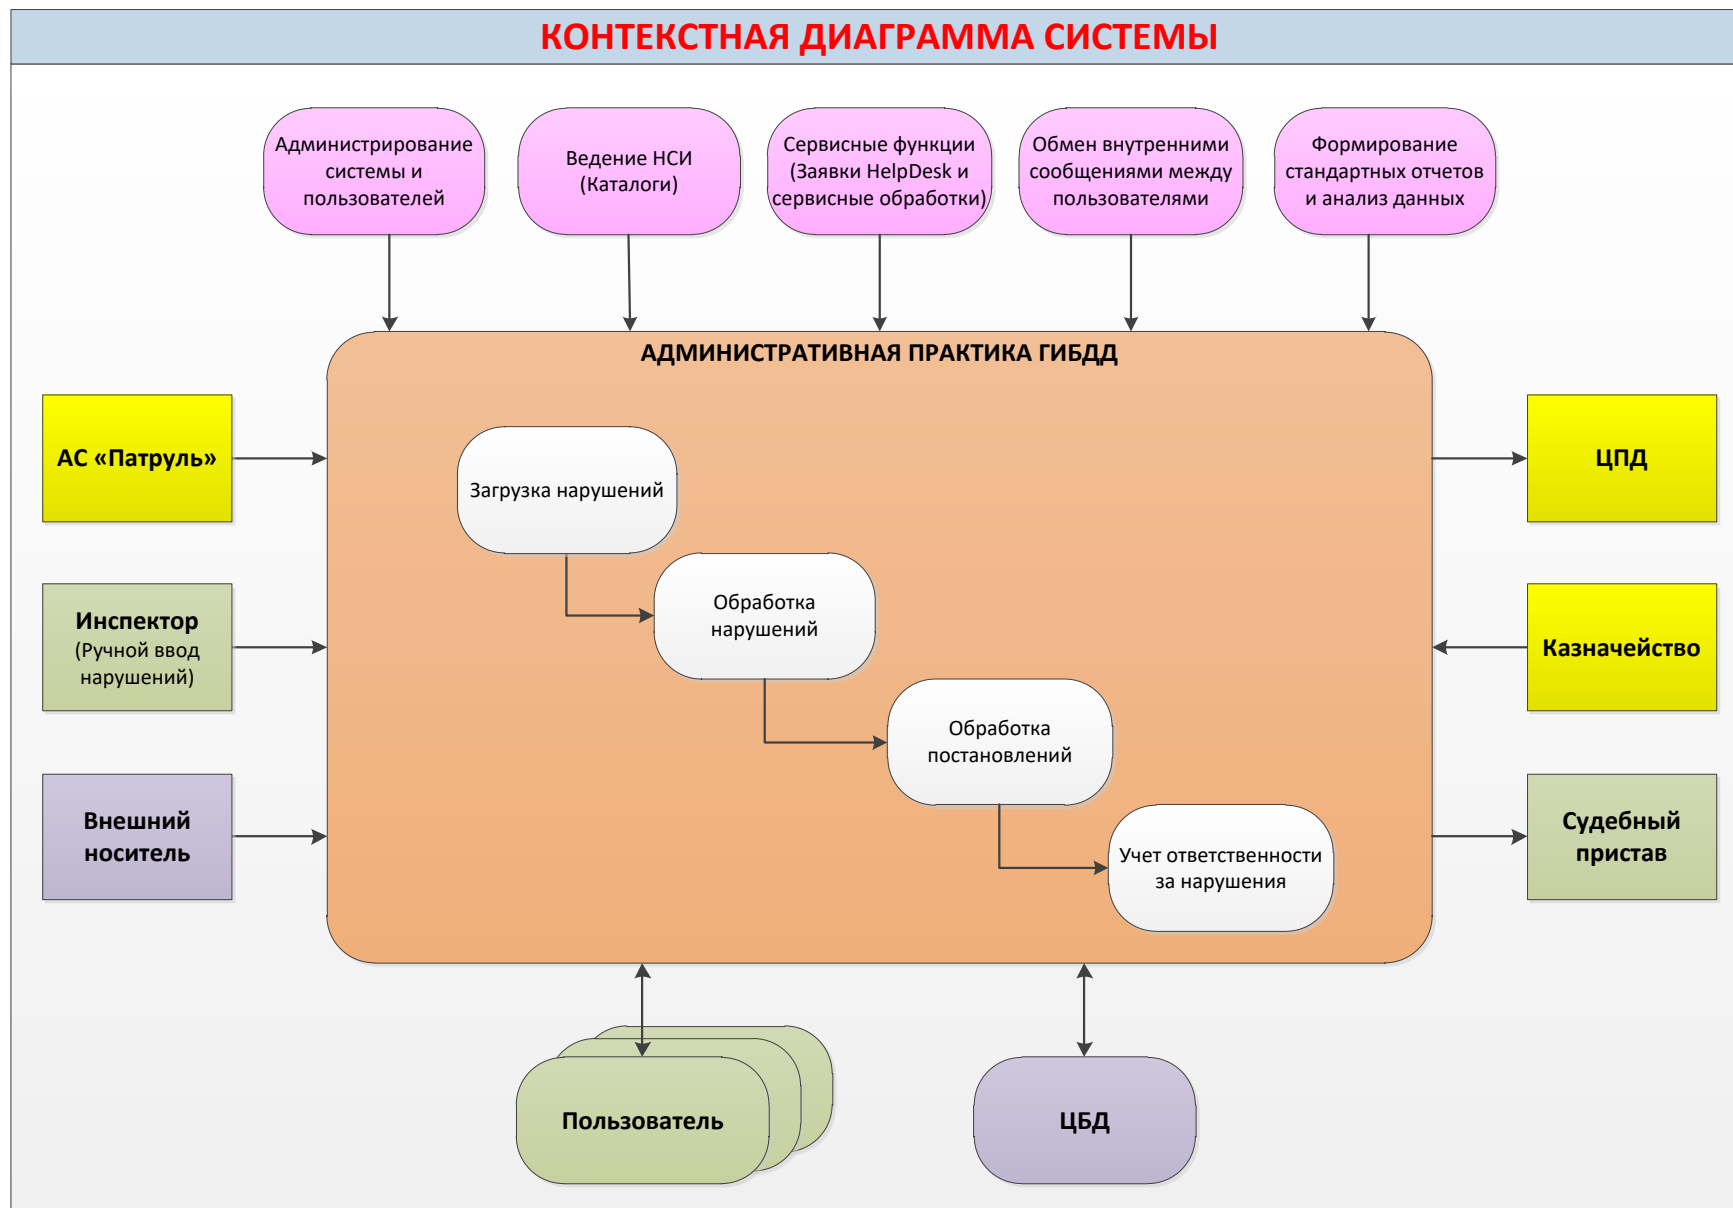 КОНТЕКСТНАЯ ДИАГРАММА СИСТЕМЫ
Администрирование
системы и
пользователей
Ведение НСИ
(Каталоги)
Сервисные функции
(Заявки HelpDesk и
сервисные обработки)
Обмен внутренними
сообщениями между
пользователями
Формирование
стандартных отчетов
и анализ данных
АДМИНИСТРАТИВНАЯ ПРАКТИКА ГИБДД
АС «Патруль»
Инспектор
(Ручной ввод
нарушений)
Внешний
носитель
Загрузка нарушений
Обработка
нарушений
Обработка
постановлений
Учет ответственности
за нарушения
ЦПД
Казначейство
Судебный
пристав
Пользователь
ЦБД